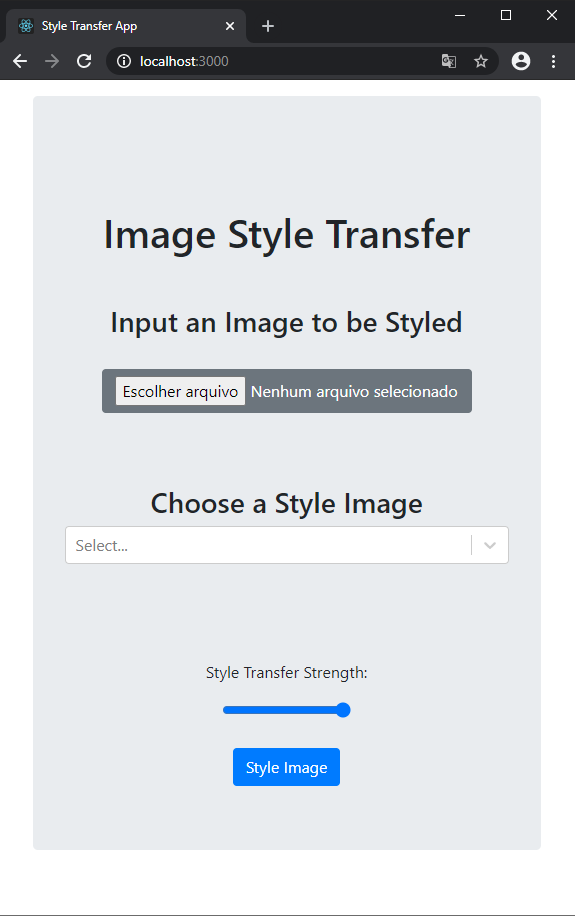 Style Transfer App
localhost:3000
Image Style Transfer
Input an Image to be Styled
Escolher arquivo Nenhum arquivo selecionado
Choose a Style Image
Select...
Style Transfer Strength:
Style Image